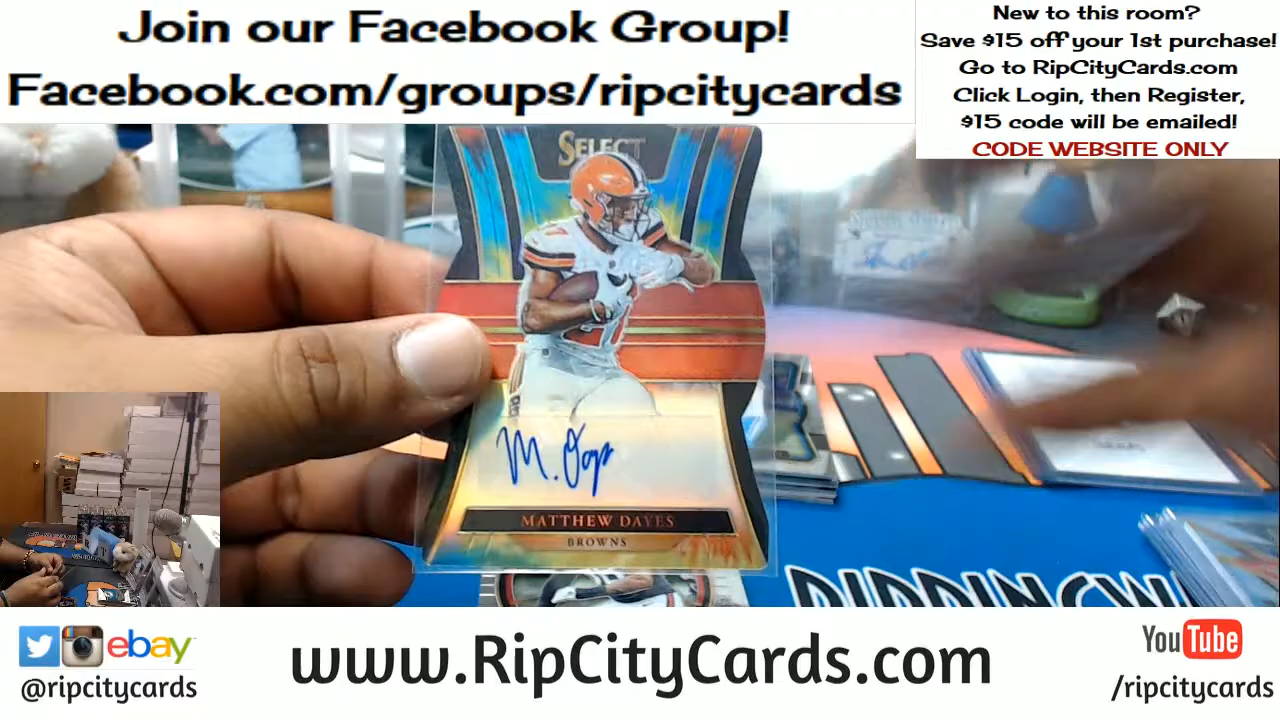 Join our Facebook Group!
Facebook.com/groups/ripcitycards
New to this room?
Save $15 off your 1st purchase!
Go to RipCityCards.com
Click Login, then Register,
$15 code will be emailed!
CODE WEBSITE ONLY
SELECT
M. Days
MATTHEW DAYES
BROWNS
ebay
@ripcitycards
www.RipCityCards.com
YouTube
/ripcitycards